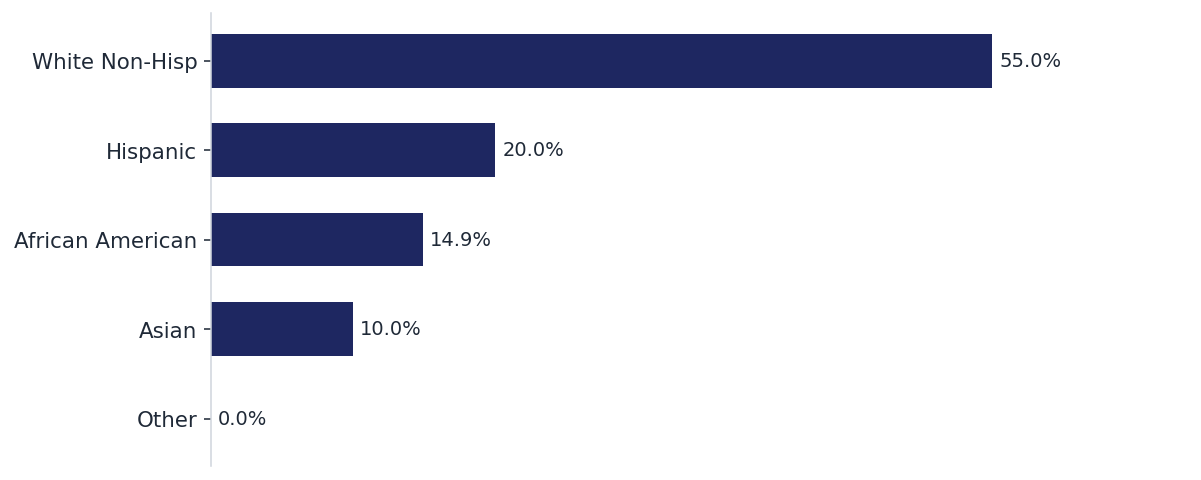 White Non-Hisp 55.0%
Hispanic 20.0%
African American 14.9%
Asian 10.0%
Other 0.0%